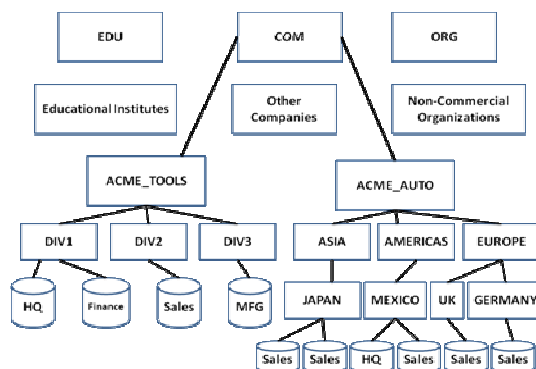 EDU
COM
ORG
Educational Institutes
Other
Companies
Non-Commercial
Organizations
ACME_TOOLS
ACME_AUTO
DIV1
DIV2
DIV3
ASIA
AMERICAS
EUROPE
HQ
Finance
Sales
MFG
JAPAN
MEXICO
UK
GERMANY
Sales
Sales
HQ
Sales
Sales
Sales